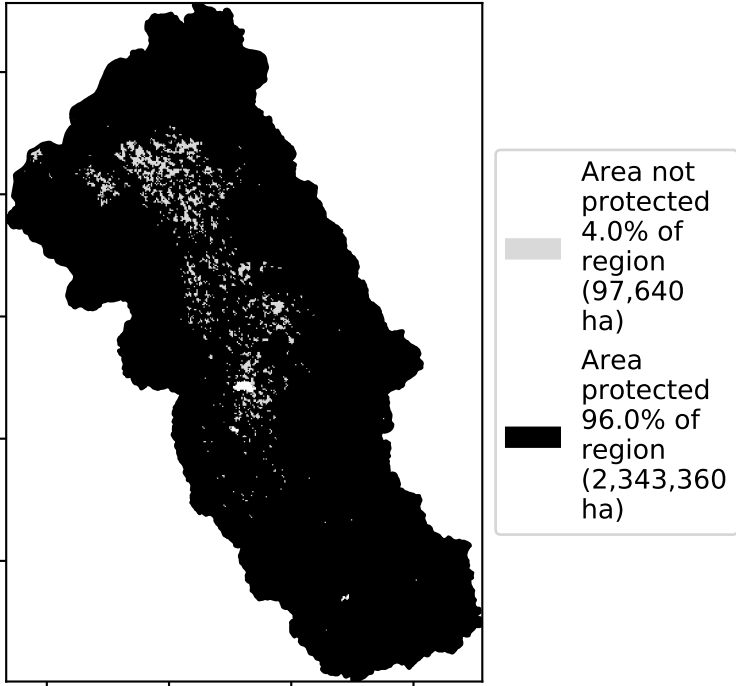 Area not
protected
4.0% of
region
(97,640
ha)
Area
protected
96.0% of
region
(2,343,360
ha)